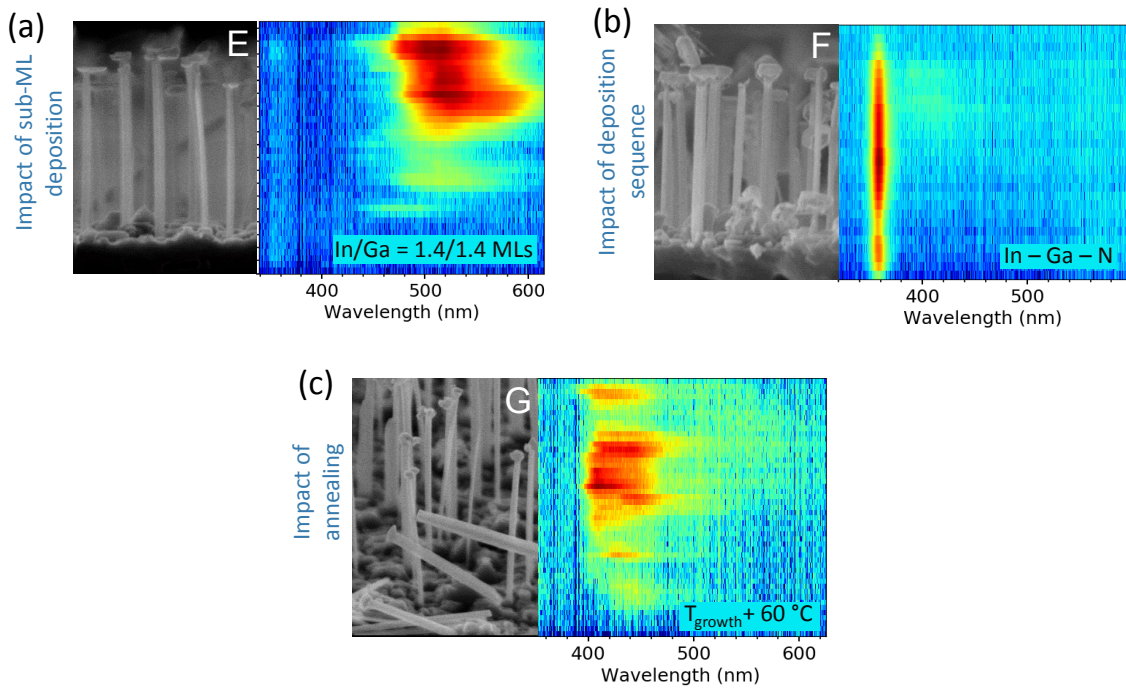 (a)
Impact of sub-ML
deposition
E
In/Ga = 1.4/1.4 MLs
400
500
600
Wavelength (nm)
(b)
Impact of deposition
sequence
F
In – Ga – N
400
500
Wavelength (nm)
(c)
Impact of
annealing
G
Tgrowth+ 60 °C
400
500
600
Wavelength (nm)